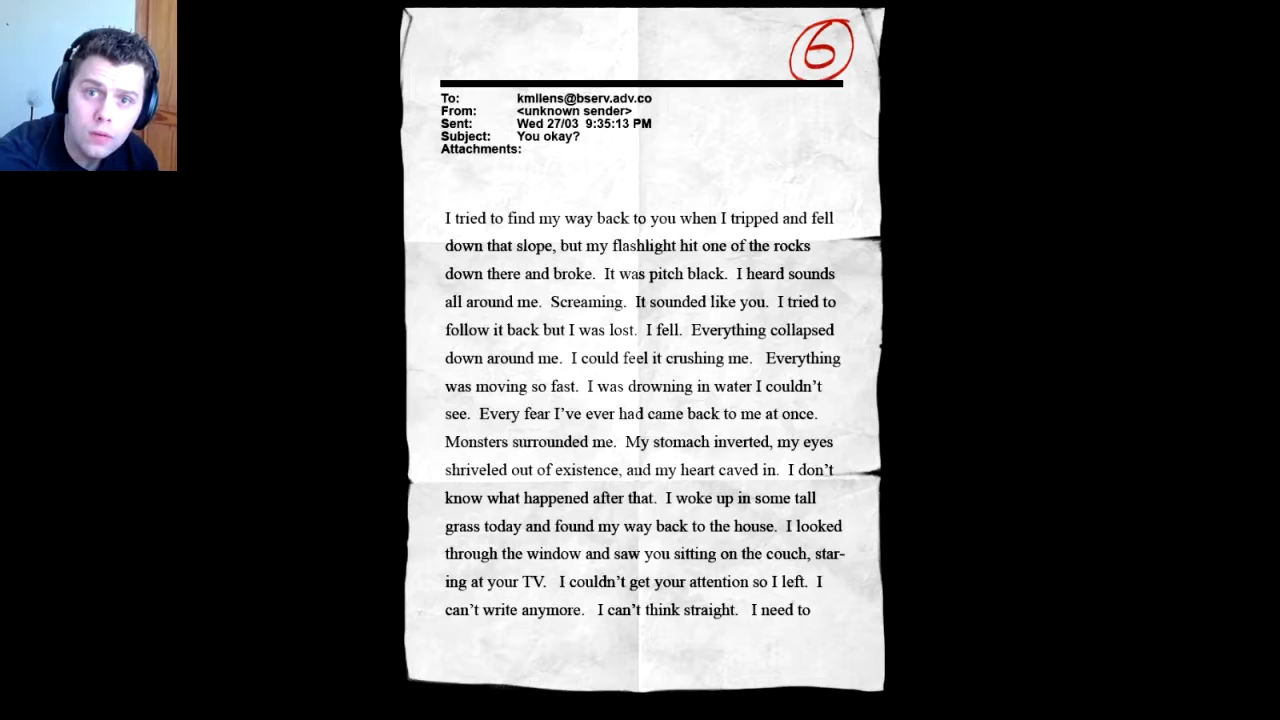 6
To: kmllens@bserv.adv.co
From: <unknown sender>
Sent: Wed 27/03 9:35:13 PM
Subject: You okay?
Attachments:
I tried to find my way back to you when I tripped and fell
down that slope, but my flashlight hit one of the rocks
down there and broke. It was pitch black. I heard sounds
all around me. Screaming. It sounded like you. I tried to
follow it back but I was lost. I fell. Everything collapsed
down around me. I could feel it crushing me. Everything
was moving so fast. I was drowning in water I couldn't
see. Every fear I've ever had came back to me at once.
Monsters surrounded me. My stomach inverted, my eyes
shriveled out of existence, and my heart caved in. I don't
know what happened after that. I woke up in some tall
grass today and found my way back to the house. I looked
through the window and saw you sitting on the couch, star-
ing at your TV. I couldn't get your attention so I left. I
can't write anymore. I can't think straight. I need to